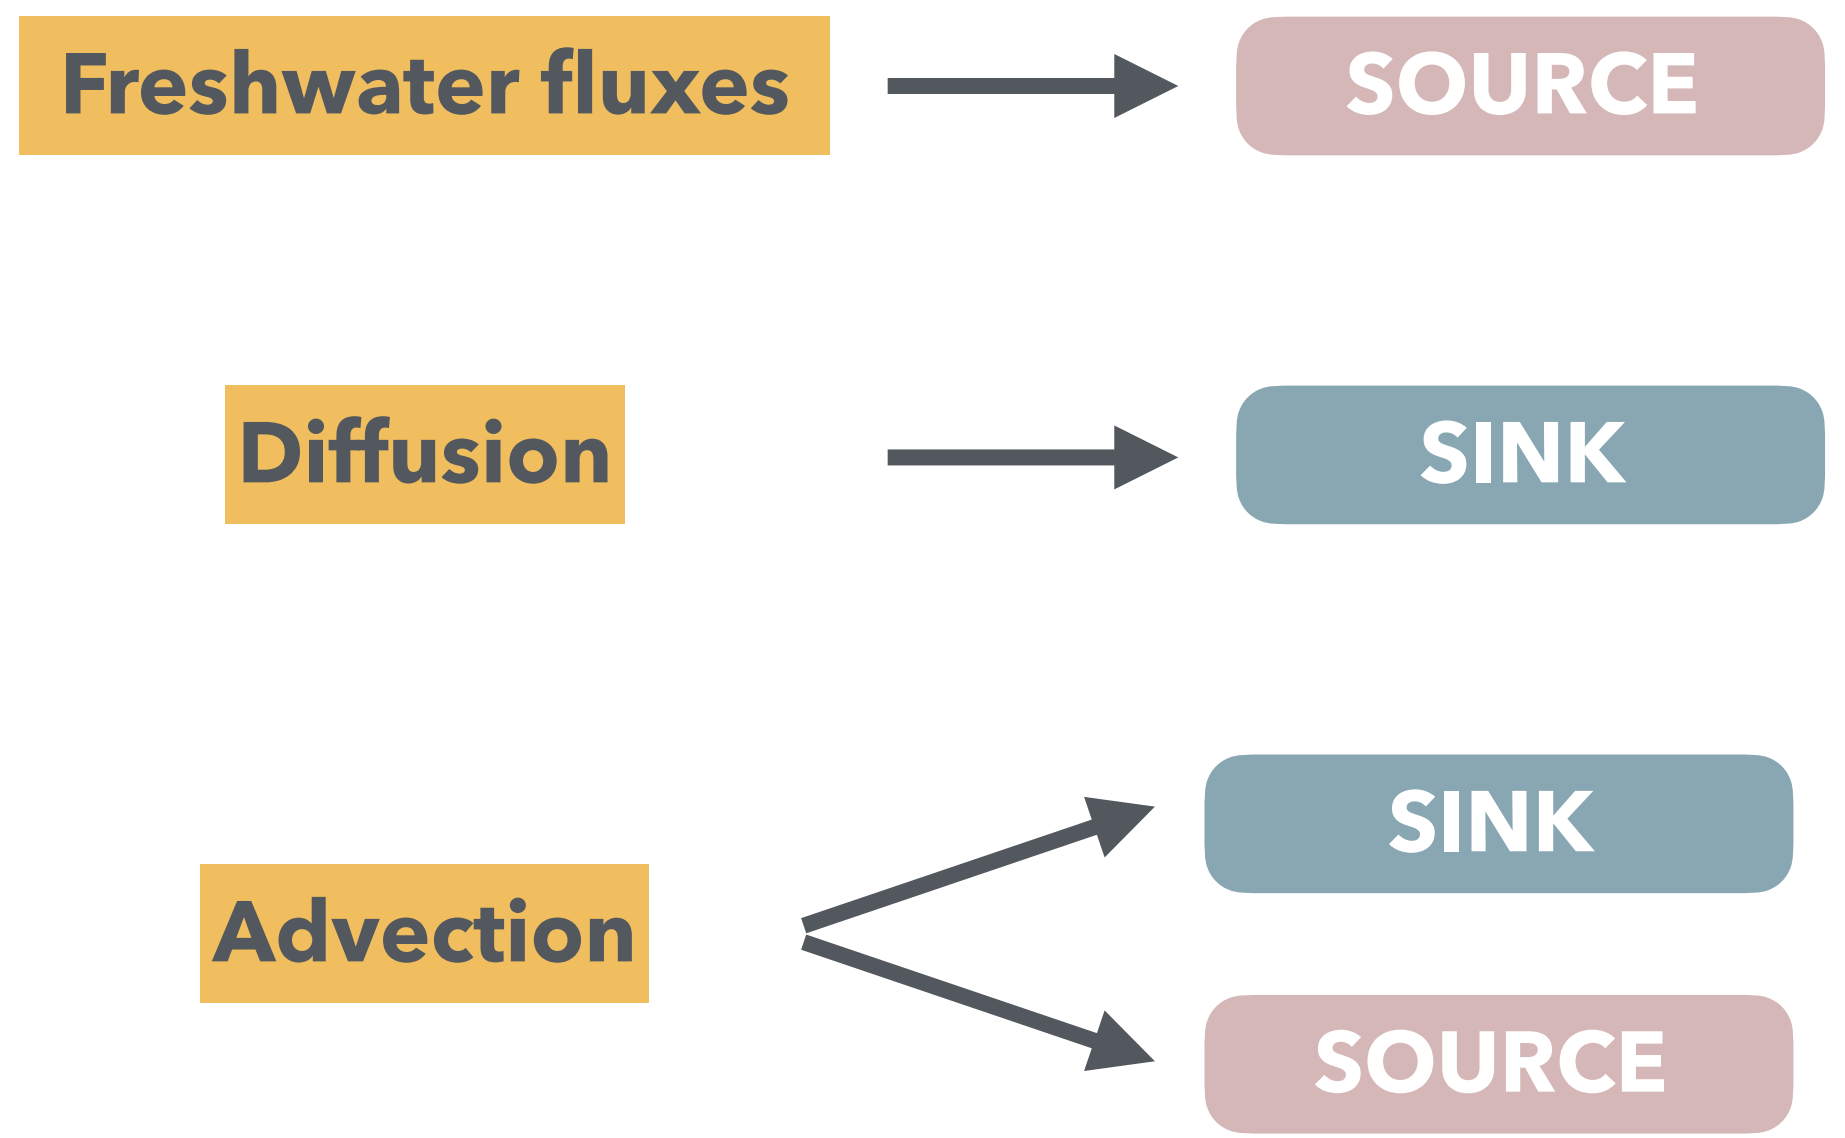 Freshwater fluxes
SOURCE
Diffusion
SINK
Advection
SINK
SOURCE